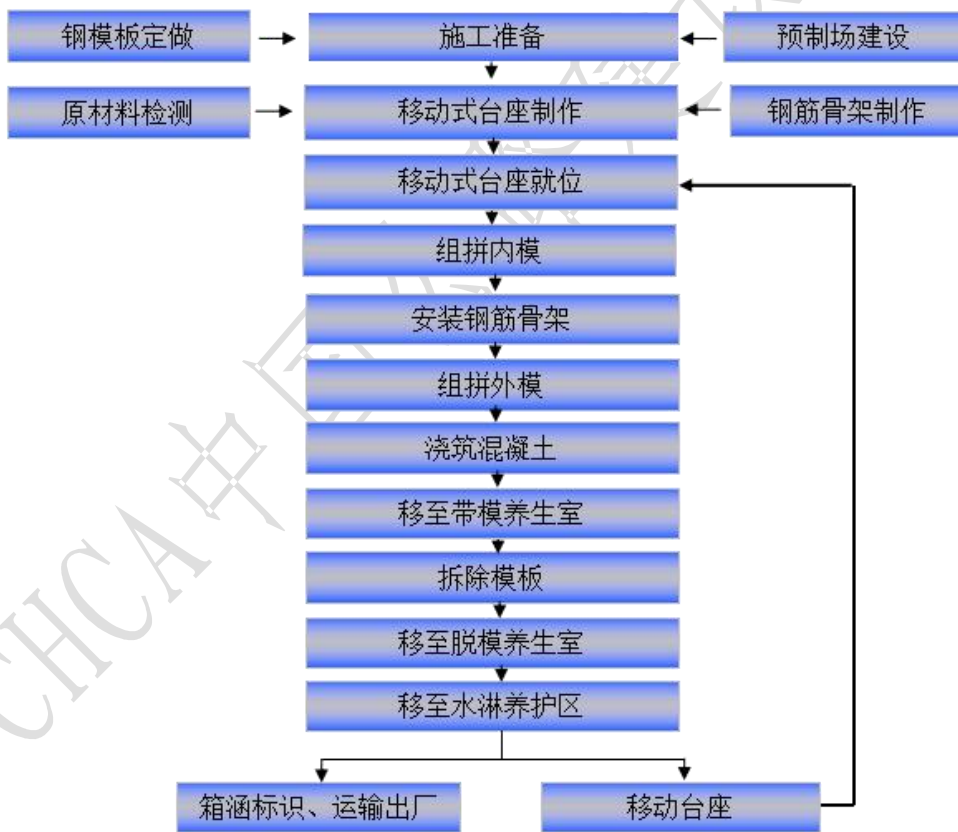 钢模板定做
施工准备
预制场建设
原材料检测
移动式台座制作
钢筋骨架制作
移动式台座就位
组拼内模
安装钢筋骨架
组拼外模
浇筑混凝土
移至带模养生室
拆除模板
移至脱模养生室
移至水淋养护区
箱涵标识、运输出厂
移动台座
CHCA 中国